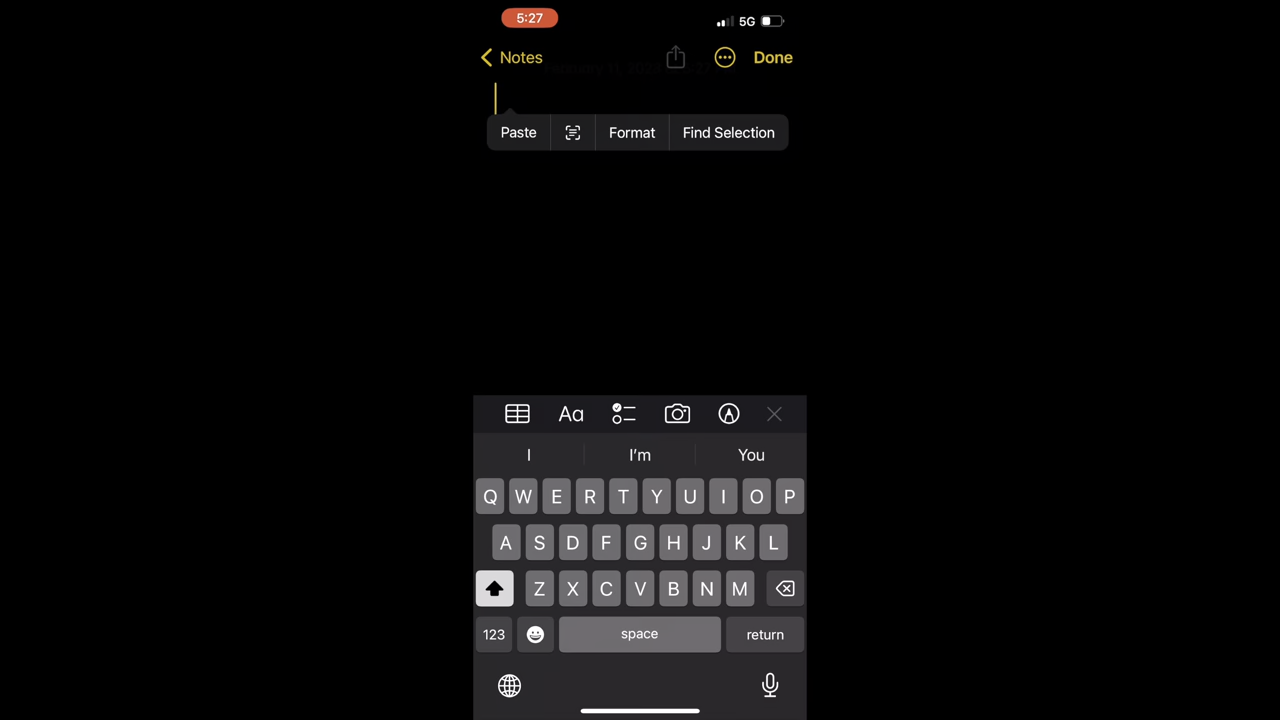 5:27 5G
Notes Done
Paste Format Find Selection
Aa
I I'm You
Q W E R T Y U I O P
A S D F G H J K L
Z X C V B N M
123 space return